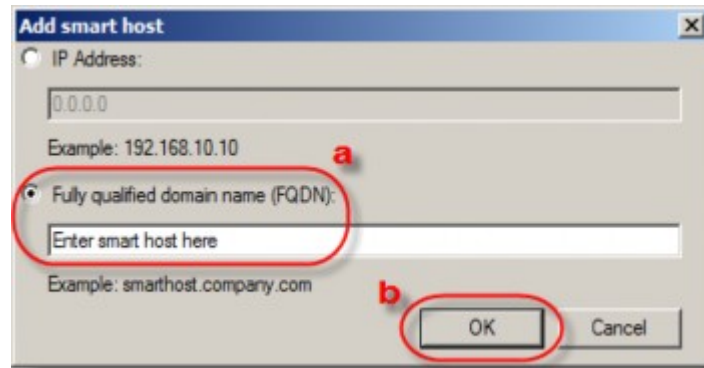 Add smart host
IP Address:
0.0.0.0
Example: 192.168.10.10
a
Fully qualified domain name (FQDN):
Enter smart host here
Example: smarthost.company.com
b
OK Cancel